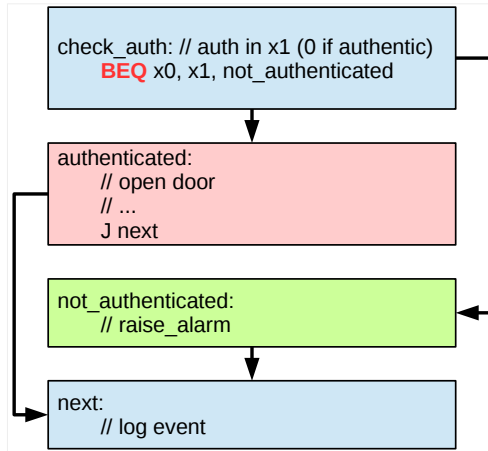 check_auth: // auth in x1 (0 if authentic)
BEQ x0, x1, not_authenticated
authenticated:
// open door
// ...
J next
not_authenticated:
// raise_alarm
next:
// log event